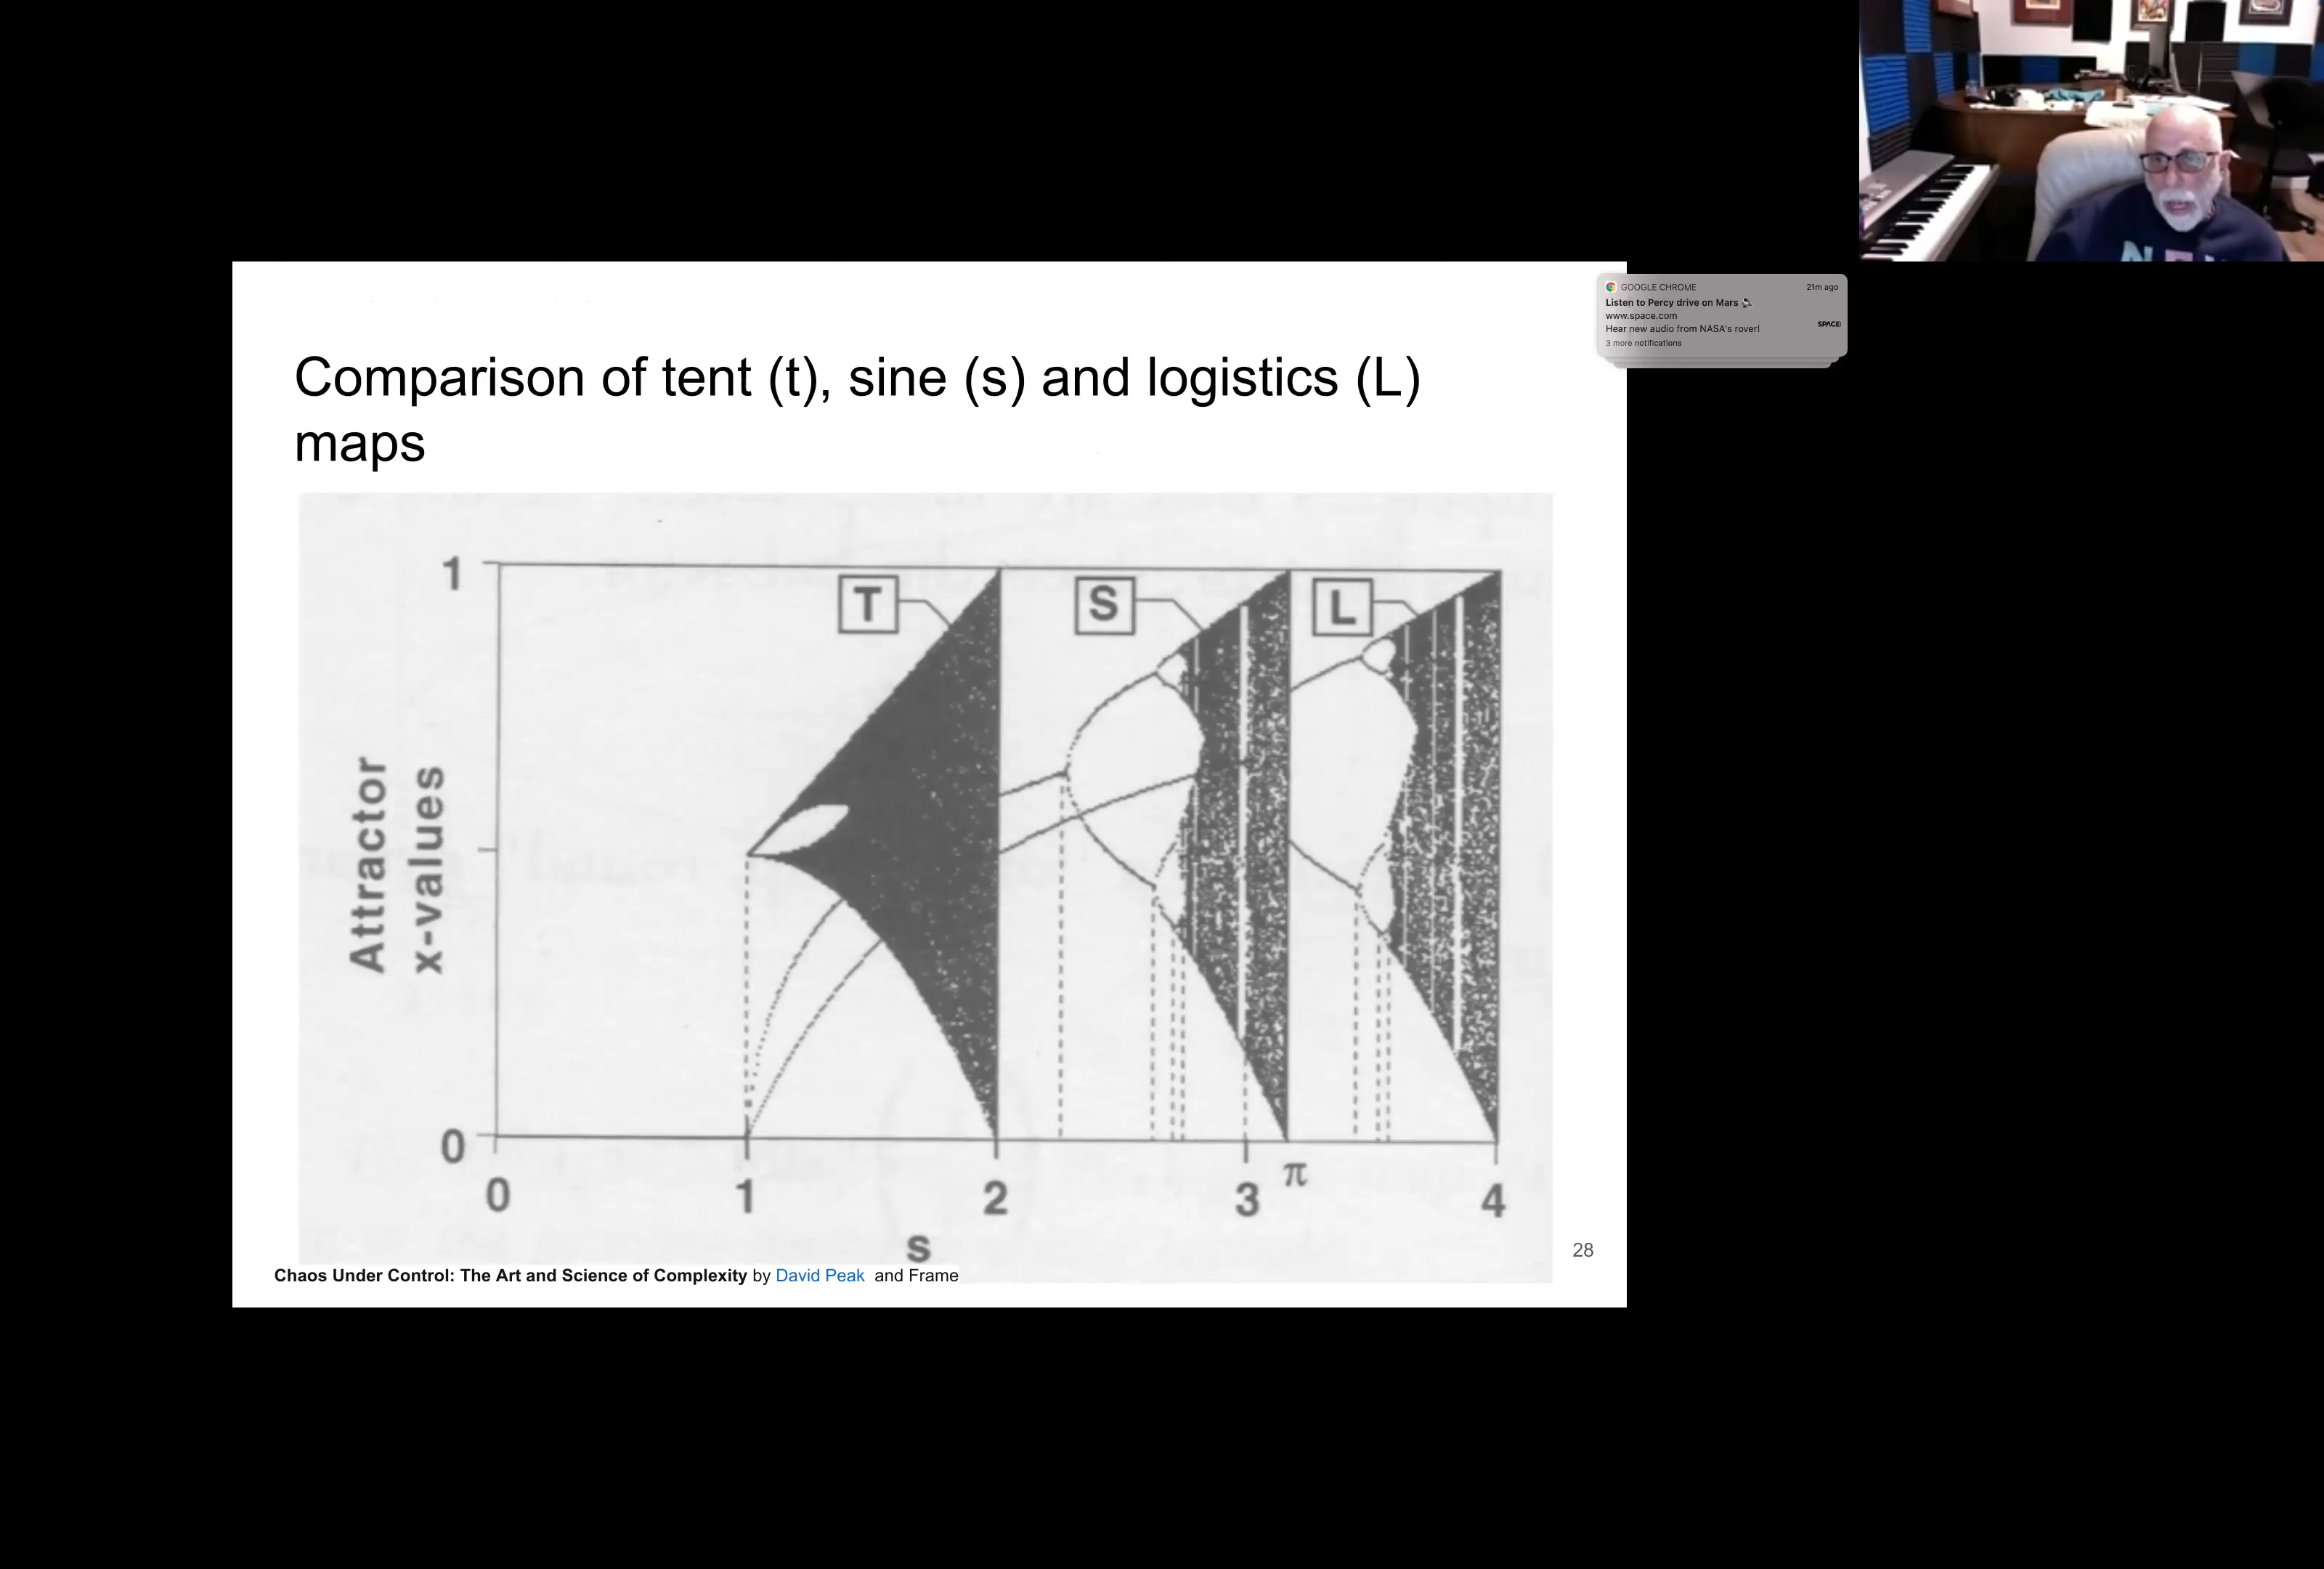 GOOGLE CHROME 21m ago
Listen to Percy drive on Mars
www.space.com
SPACE
Hear new audio from NASA's rover!
3 more notifications
Comparison of tent (t), sine (s) and logistics (L)
maps
1
T
S
L
Attractor
x-values
0
0 1 2 3 π 4
s
28
Chaos Under Control: The Art and Science of Complexity by David Peak and Frame